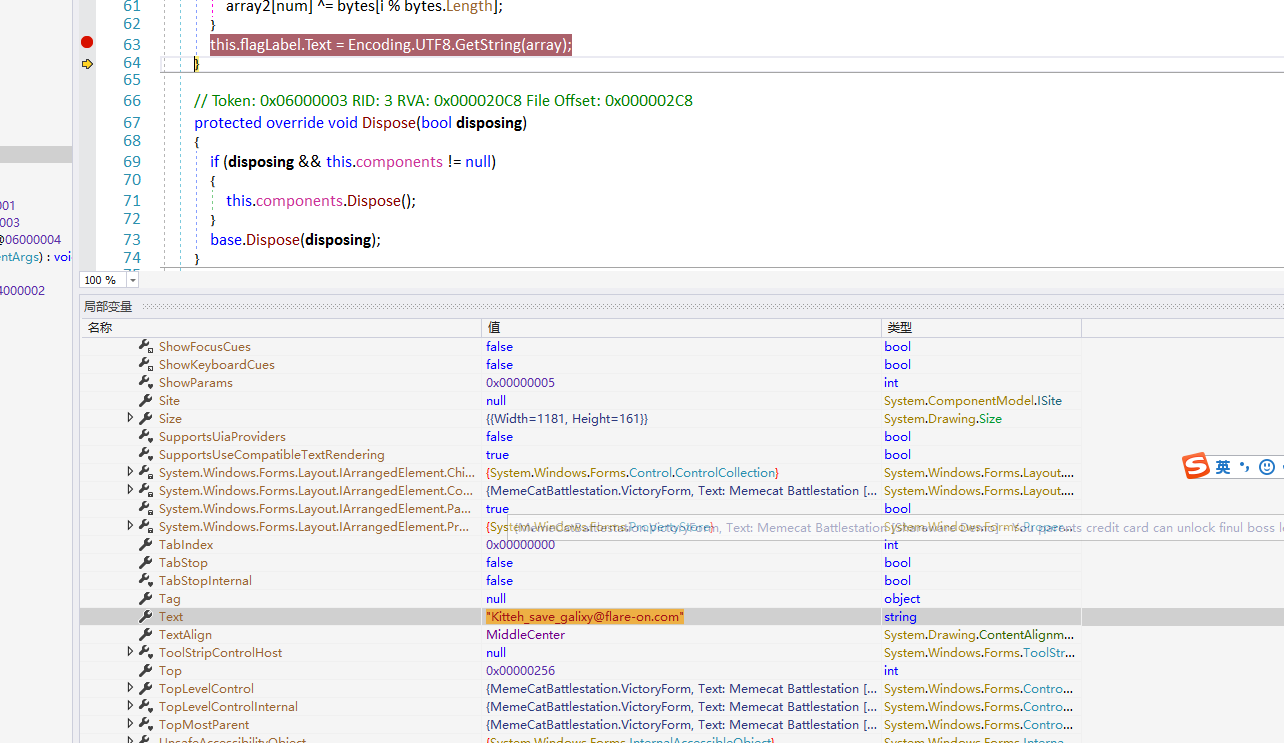 61 array2[num] ^= bytes[i % bytes.Length];
62 }
63 this.flagLabel.Text = Encoding.UTF8.GetString(array);
64 }
65
66 // Token: 0x06000003 RID: 3 RVA: 0x000020C8 File Offset: 0x000002C8
67 protected override void Dispose(bool disposing)
68 {
69 if (disposing && this.components != null)
70 {
71 this.components.Dispose();
72 }
73 base.Dispose(disposing);
74 }
001
003
@06000004
entArgs) : voi
4000002
100 %
局部变量
名称 值 类型
ShowFocusCues false bool
ShowKeyboardCues false bool
ShowParams 0x00000005 int
Site null System.ComponentModel.ISite
Size {{Width=1181, Height=161}} System.Drawing.Size
SupportsUiaProviders false bool
SupportsUseCompatibleTextRendering true bool
System.Windows.Forms.Layout.IArrangedElement.Chi... {System.Windows.Forms.Control.ControlCollection} System.Windows.Forms.Layout....
System.Windows.Forms.Layout.IArrangedElement.Co... {MemeCatBattlestation.VictoryForm, Text: Memecat Battlestation [... System.Windows.Forms.Layout....
System.Windows.Forms.Layout.IArrangedElement.Pa... true bool
System.Windows.Forms.Layout.IArrangedElement.Pr...
{MemeCatBattlestation.VictoryForm, Text: Memecat Battlestation [Shareware Demo] - You parents credit card can unlock finul boss l
TabIndex 0x00000000 int
TabStop false bool
TabStopInternal false bool
Tag null object
Text "Kitteh_save_galixy@flare-on.com" string
TextAlign MiddleCenter System.Drawing.ContentAlignm...
ToolStripControlHost null System.Windows.Forms.ToolStr...
Top 0x00000256 int
TopLevelControl {MemeCatBattlestation.VictoryForm, Text: Memecat Battlestation [... System.Windows.Forms.Contro...
TopLevelControlInternal {MemeCatBattlestation.VictoryForm, Text: Memecat Battlestation [... System.Windows.Forms.Contro...
TopMostParent {MemeCatBattlestation.VictoryForm, Text: Memecat Battlestation [... System.Windows.Forms.Contro...
UnsafeAccessibilityObject {System.Windows.Forms.InternalAccessibleObject} System.Windows.Forms.Interna...
S 英